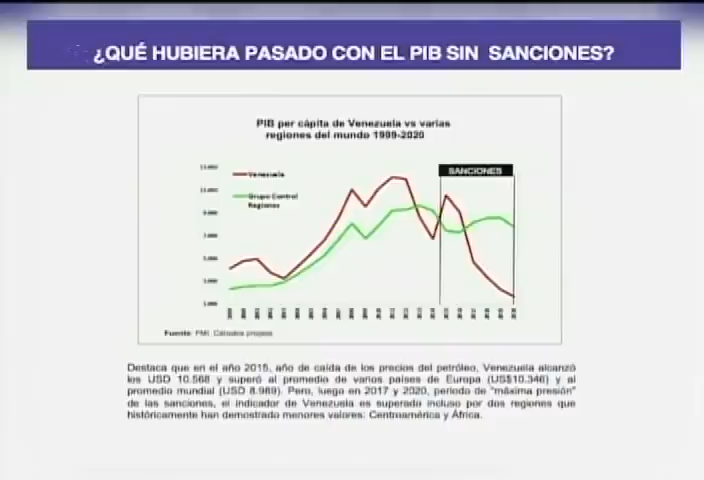 ¿QUÉ HUBIERA PASADO CON EL PIB SIN SANCIONES?
PIB per cápita de Venezuela vs varias
regiones del mundo 1999-2020
SANCIONES
Venezuela
Grupo Control
Regiones
Fuente: FMI. Cálculos propios
Destaca que en el año 2015, año de caída de los precios del petróleo, Venezuela alcanzó
los USD 10.568 y superó al promedio de varios países de Europa (US$10.346) y al
promedio mundial (USD 8.989). Pero, luego en 2017 y 2020, período de "máxima presión"
de las sanciones, el indicador de Venezuela es superado incluso por dos regiones que
históricamente han demostrado menores valores: Centroamérica y África.